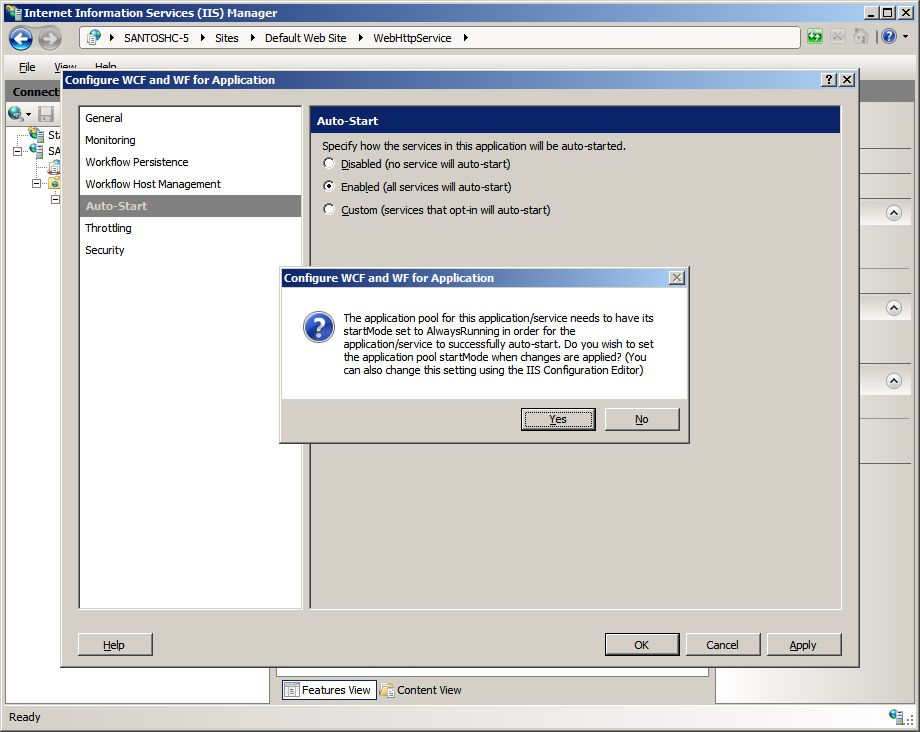 Internet Information Services (IIS) Manager
SANTOSHC-5 Sites Default Web Site WebHttpService
File View Help
Configure WCF and WF for Application
Connect
General
Monitoring
Workflow Persistence
Workflow Host Management
Auto-Start
Throttling
Security
Auto-Start
Specify how the services in this application will be auto-started.
Disabled (no service will auto-start)
Enabled (all services will auto-start)
Custom (services that opt-in will auto-start)
Configure WCF and WF for Application
The application pool for this application/service needs to have its
startMode set to AlwaysRunning in order for the
application/service to successfully auto-start. Do you wish to set
the application pool startMode when changes are applied? (You
can also change this setting using the IIS Configuration Editor)
Yes No
Help OK Cancel Apply
Features View Content View
Ready